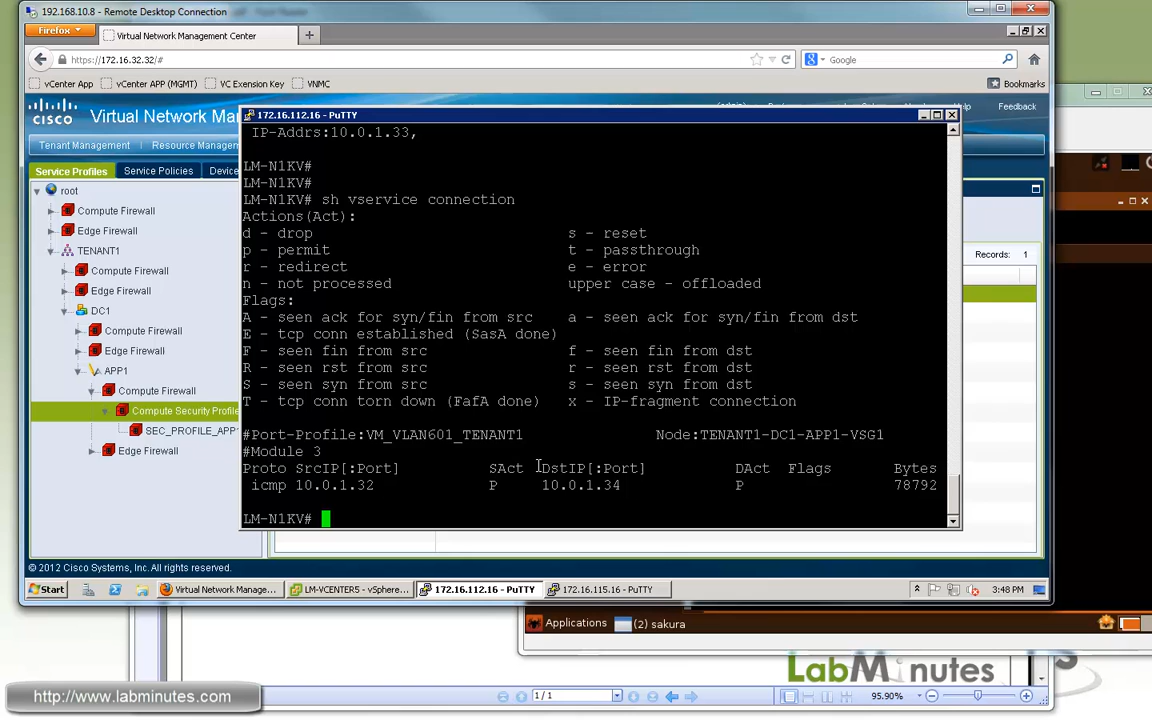 192.168.10.8 - Remote Desktop Connection
Firefox
Virtual Network Management Center
https://172.16.32.32/#
Google
vCenter App
vCenter APP (MGMT)
VC Exension Key
VNMC
Bookmarks
CISCO
Virtual Network Ma
Feedback
Tenant Management
Resource Managem
Service Profiles
Service Policies
Device
Records: 1
root
Compute Firewall
Edge Firewall
TENANT1
Compute Firewall
Edge Firewall
DC1
Compute Firewall
Edge Firewall
APP1
Compute Firewall
Compute Security Profile
SEC_PROFILE_APP1
Edge Firewall
172.16.112.16 - PuTTY
IP-Addrs:10.0.1.33,
LM-N1KV#
LM-N1KV#
LM-N1KV# sh vservice connection
Actions(Act):
d - drop s - reset
p - permit t - passthrough
r - redirect e - error
n - not processed upper case - offloaded
Flags:
A - seen ack for syn/fin from src a - seen ack for syn/fin from dst
E - tcp conn established (SasA done)
F - seen fin from src f - seen fin from dst
R - seen rst from src r - seen rst from dst
S - seen syn from src s - seen syn from dst
T - tcp conn torn down (FafA done) x - IP-fragment connection
#Port-Profile:VM_VLAN601_TENANT1 Node:TENANT1-DC1-APP1-VSG1
#Module 3
Proto SrcIP[:Port] SAct DstIP[:Port] DAct Flags Bytes
icmp 10.0.1.32 P 10.0.1.34 P 78792
LM-N1KV#
© 2012 Cisco Systems, Inc. All rights reserved.
Start
Virtual Network Manage...
LM-VCENTER5 - vSphere...
172.16.112.16 - PuTTY
172.16.115.16 - PuTTY
3:48 PM
Applications
(2) sakura
LabMinutes
http://www.labminutes.com
1 / 1
95.90%